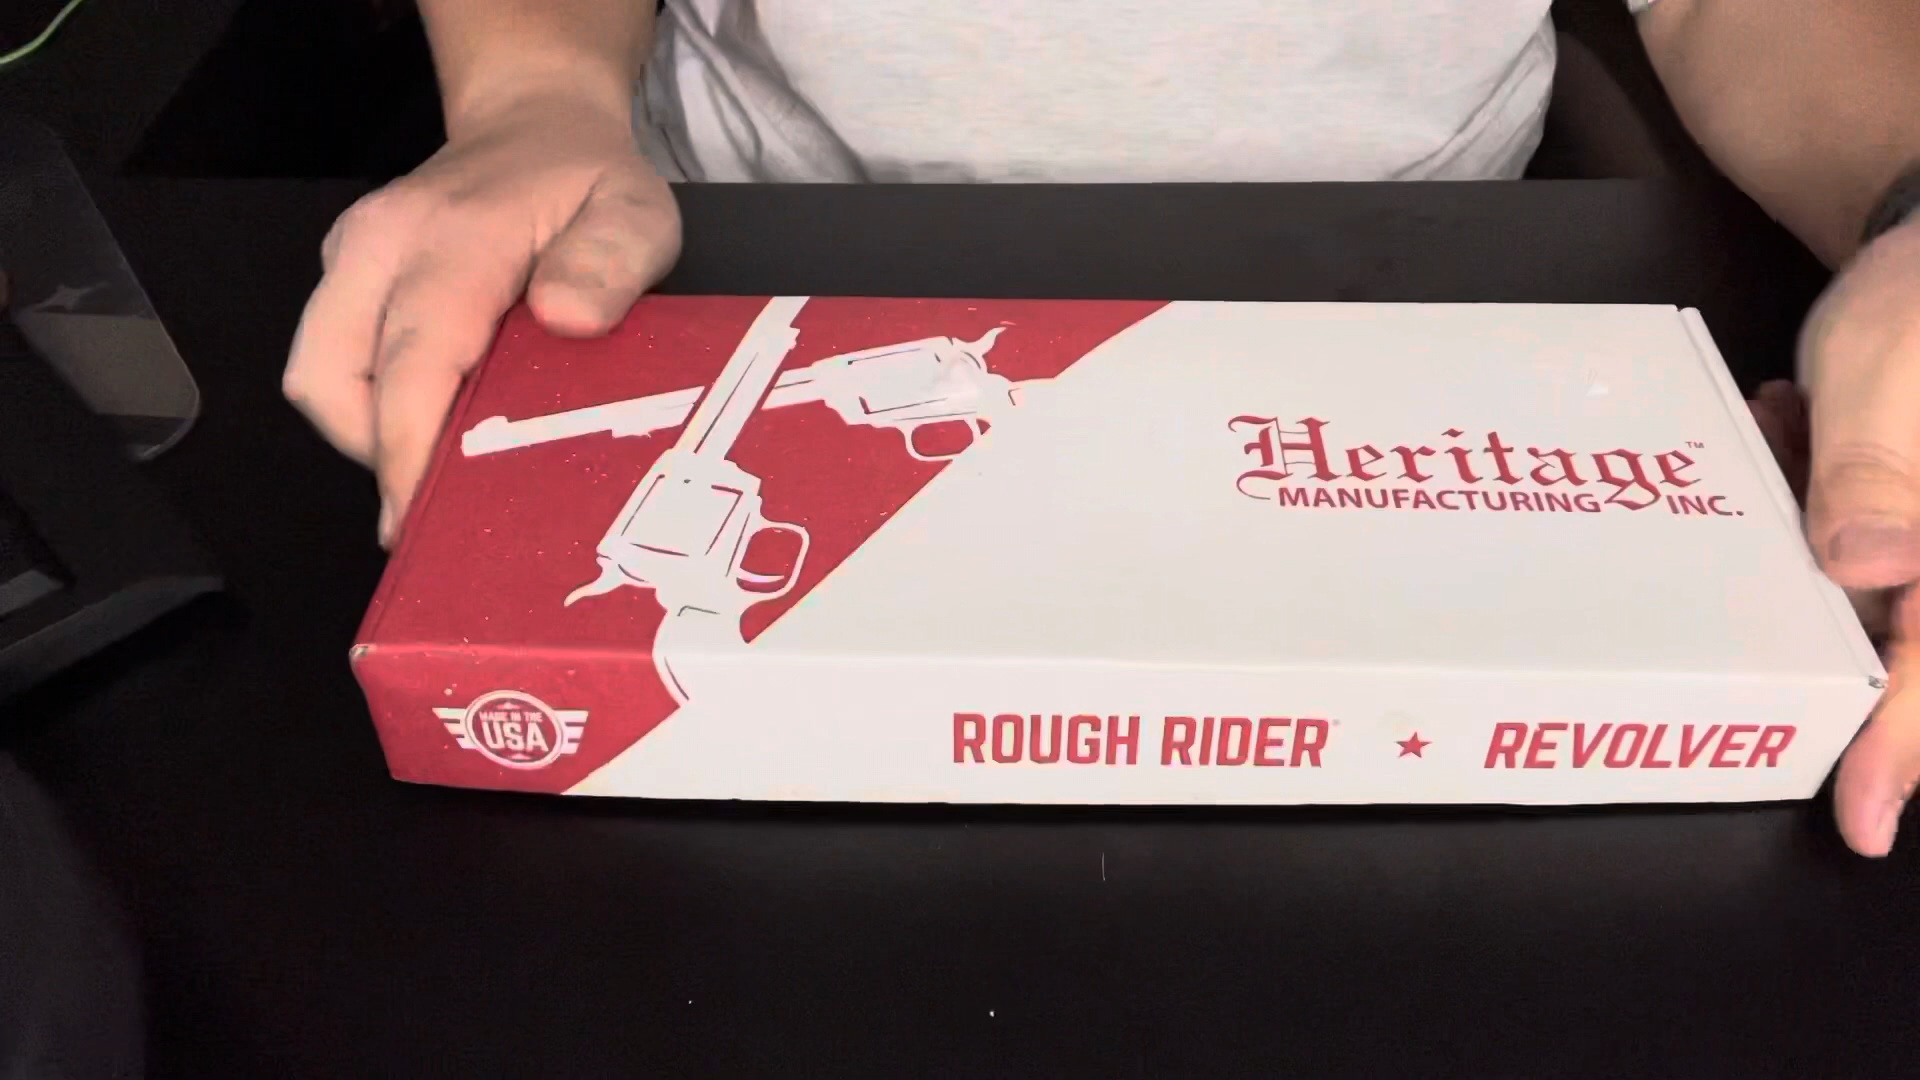 Heritage™
MANUFACTURING INC.
MADE IN THE
USA
ROUGH RIDER® ★ REVOLVER